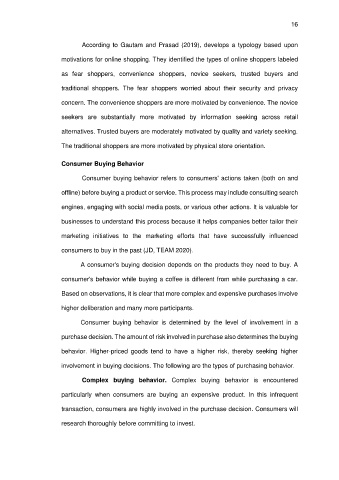 16
According to Gautam and Prasad (2019), develops a typology based upon
motivations for online shopping. They identified the types of online shoppers labeled
as fear shoppers, convenience shoppers, novice seekers, trusted buyers and
traditional shoppers. The fear shoppers worried about their security and privacy
concern. The convenience shoppers are more motivated by convenience. The novice
seekers are substantially more motivated by information seeking across retail
alternatives. Trusted buyers are moderately motivated by quality and variety seeking.
The traditional shoppers are more motivated by physical store orientation.
Consumer Buying Behavior
Consumer buying behavior refers to consumers' actions taken (both on and
offline) before buying a product or service. This process may include consulting search
engines, engaging with social media posts, or various other actions. It is valuable for
businesses to understand this process because it helps companies better tailor their
marketing initiatives to the marketing efforts that have successfully influenced
consumers to buy in the past (JD, TEAM 2020).
A consumer's buying decision depends on the products they need to buy. A
consumer's behavior while buying a coffee is different from while purchasing a car.
Based on observations, it is clear that more complex and expensive purchases involve
higher deliberation and many more participants.
Consumer buying behavior is determined by the level of involvement in a
purchase decision. The amount of risk involved in purchase also determines the buying
behavior. Higher-priced goods tend to have a higher risk, thereby seeking higher
involvement in buying decisions. The following are the types of purchasing behavior.
Complex buying behavior. Complex buying behavior is encountered
particularly when consumers are buying an expensive product. In this infrequent
transaction, consumers are highly involved in the purchase decision. Consumers will
research thoroughly before committing to invest.